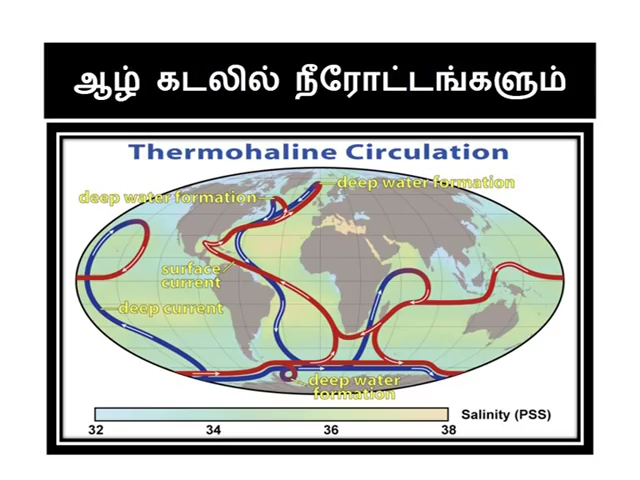 ஆழ் கடலில் நீரோட்டங்களும்
Thermohaline Circulation
deep water formation
deep water formation
surface
current
deep current
deep water
formation
Salinity (PSS)
32 34 36 38